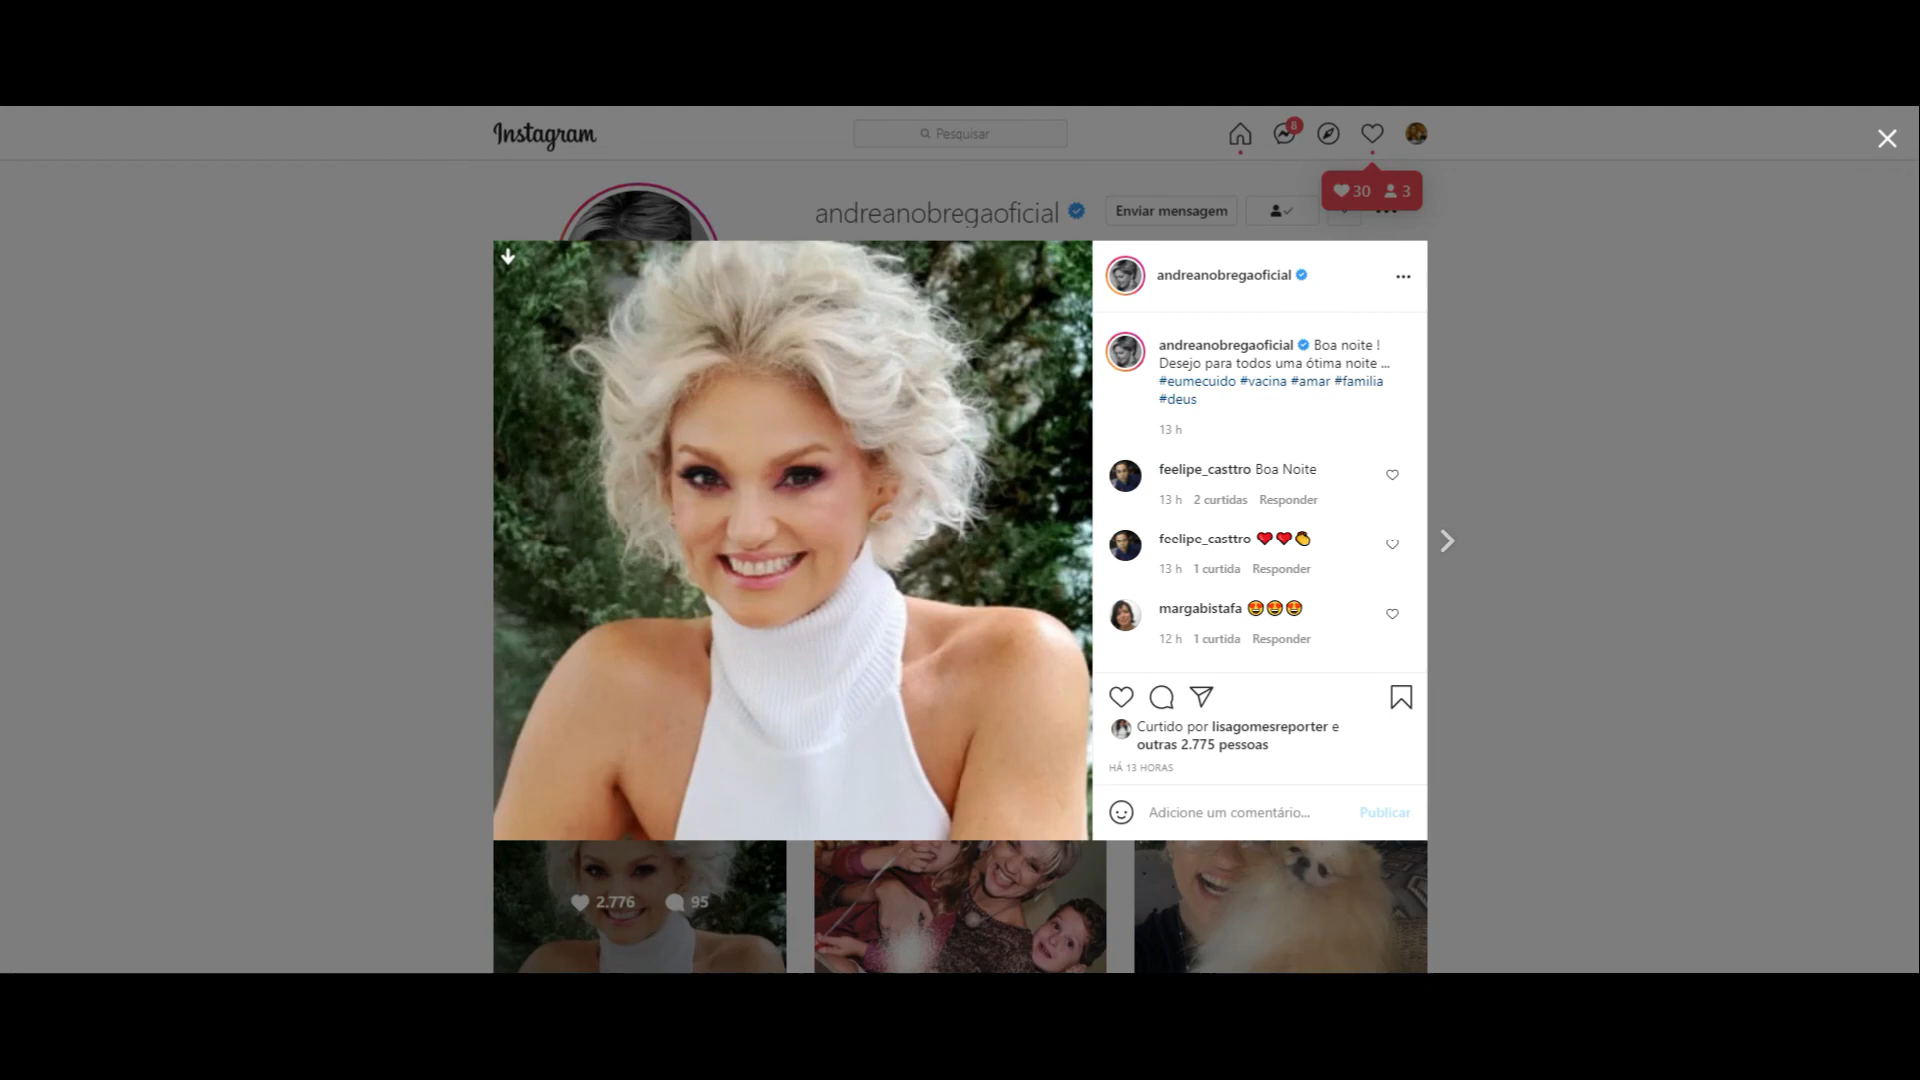 Instagram
Pesquisar
8
30 3
andreanobregaoficial
Enviar mensagem
andreanobregaoficial
andreanobregaoficial Boa noite !
Desejo para todos uma ótima noite ...
#eumecuido #vacina #amar #familia
#deus
13 h
feelipe_casttro Boa Noite
13 h 2 curtidas Responder
feelipe_casttro ❤️❤️👏
13 h 1 curtida Responder
margabistafa 😍😍😍
12 h 1 curtida Responder
Curtido por lisagomesreporter e
outras 2.775 pessoas
HÁ 13 HORAS
Adicione um comentário... Publicar
2.776 95